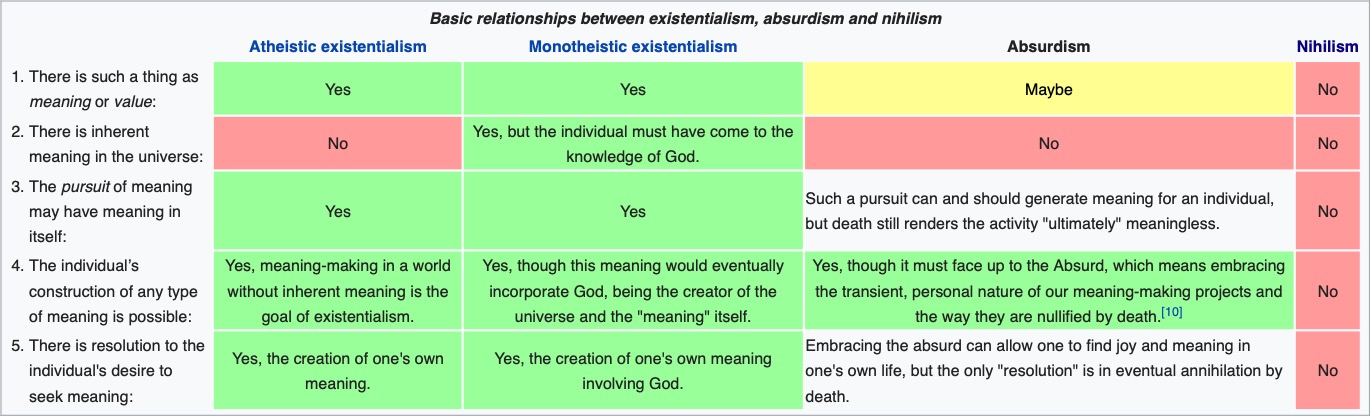 Basic relationships between existentialism, absurdism and nihilism
Atheistic existentialism Monotheistic existentialism Absurdism Nihilism
1. There is such a thing as
meaning or value:
Yes
Yes
Maybe
No
2. There is inherent
meaning in the universe:
No
Yes, but the individual must have come to the
knowledge of God.
No
No
3. The pursuit of meaning
may have meaning in
itself:
Yes
Yes
Such a pursuit can and should generate meaning for an individual,
but death still renders the activity "ultimately" meaningless.
No
4. The individual’s
construction of any type
of meaning is possible:
Yes, meaning-making in a world
without inherent meaning is the
goal of existentialism.
Yes, though this meaning would eventually
incorporate God, being the creator of the
universe and the "meaning" itself.
Yes, though it must face up to the Absurd, which means embracing
the transient, personal nature of our meaning-making projects and
the way they are nullified by death.[10]
No
5. There is resolution to the
individual's desire to
seek meaning:
Yes, the creation of one's own
meaning.
Yes, the creation of one's own meaning
involving God.
Embracing the absurd can allow one to find joy and meaning in
one's own life, but the only "resolution" is in eventual annihilation by
death.
No